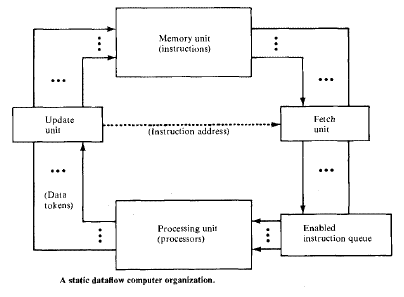 Memory unit
(instructions)
Update
unit
(Instruction address)
Fetch
unit
(Data
tokens)
Processing unit
(processors)
Enabled
instruction queue
A static dataflow computer organization.